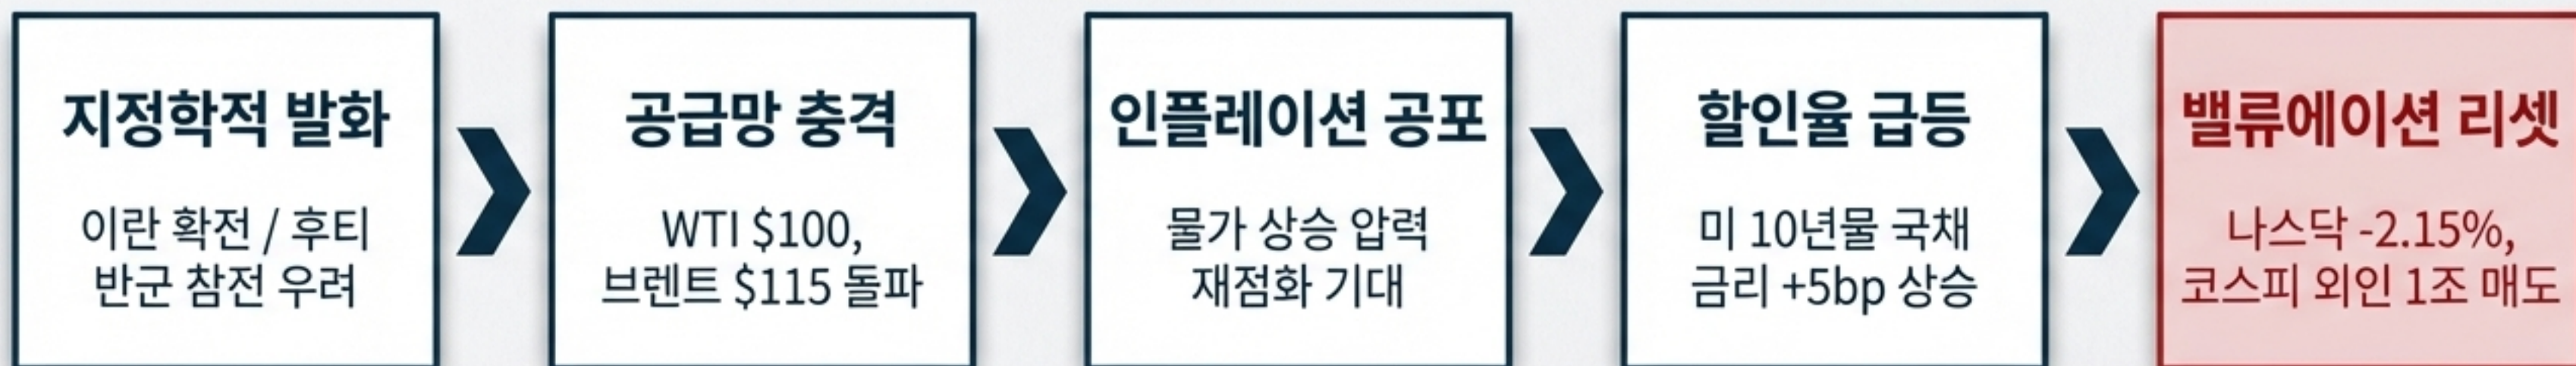 지정학적 발화
이란 확전 / 후티
반군 참전 우려
공급망 충격
WTI $100,
브렌트 $115 돌파
인플레이션 공포
물가 상승 압력
재점화 기대
할인율 급등
미 10년물 국채
금리 +5bp 상승
밸류에이션 리셋
나스닥 -2.15%,
코스피 외인 1조 매도